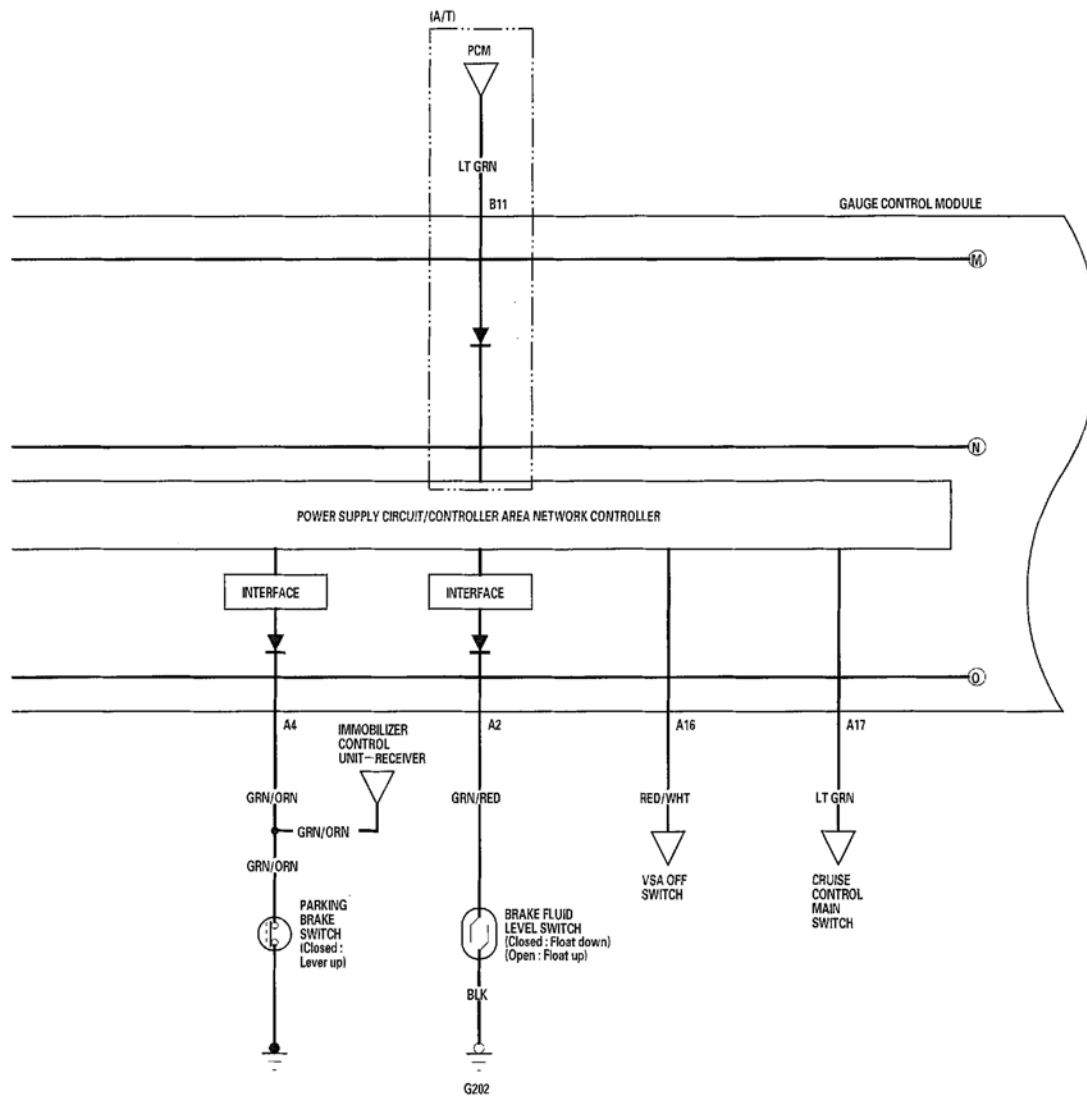 (A/T)
PCM
LT GRN
B11
GAUGE CONTROL MODULE
M
N
POWER SUPPLY CIRCUIT/CONTROLLER AREA NETWORK CONTROLLER
INTERFACE
INTERFACE
O
A4
A2
A16
A17
IMMOBILIZER
CONTROL
UNIT-RECEIVER
GRN/ORN
GRN/RED
RED/WHT
LT GRN
GRN/ORN
GRN/ORN
VSA OFF
SWITCH
CRUISE
CONTROL
MAIN
SWITCH
PARKING
BRAKE
SWITCH
(Closed :
Lever up)
BRAKE FLUID
LEVEL SWITCH
(Closed : Float down)
(Open : Float up)
BLK
G202